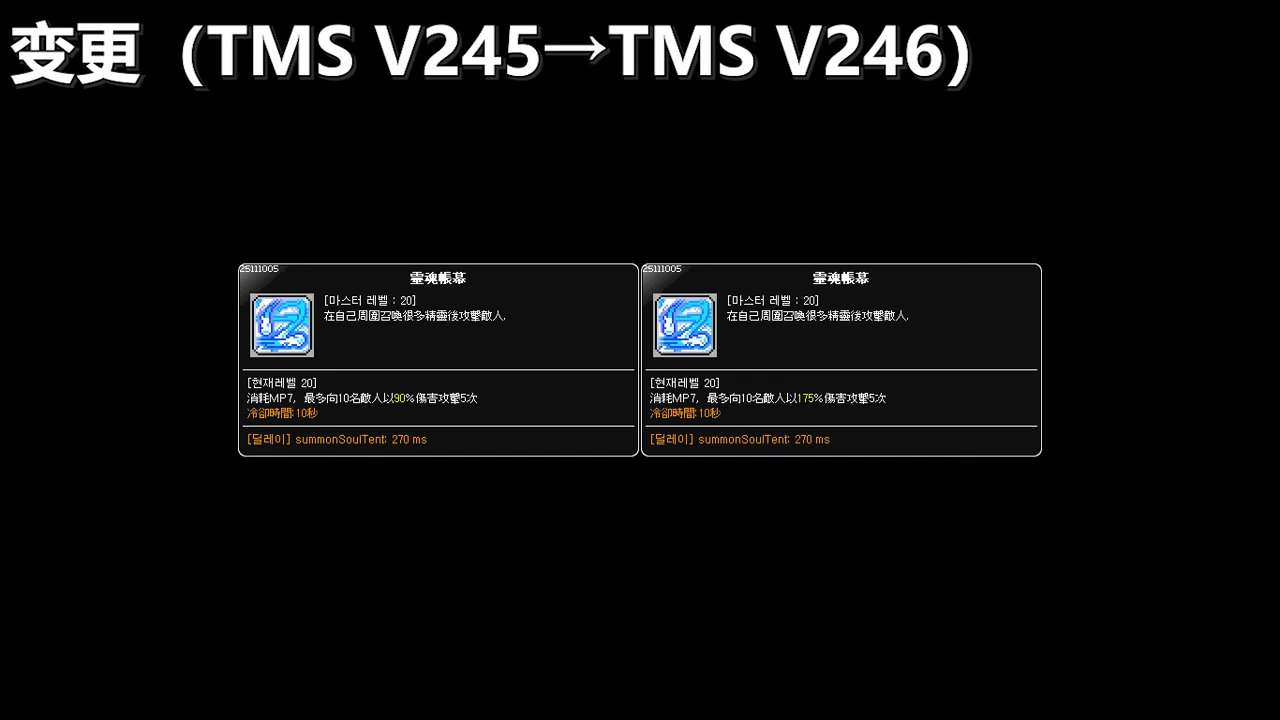 变更（TMS V245→TMS V246）
25111005
靈魂帳幕
[마스터 레벨 : 20]
在自己周圍召喚很多精靈後攻擊敵人.
[현재레벨 20]
消耗MP7, 最多向10名敵人以90%傷害攻擊5次
冷卻時間:10秒
[딜레이] summonSoulTent: 270 ms
25111005
靈魂帳幕
[마스터 레벨 : 20]
在自己周圍召喚很多精靈後攻擊敵人.
[현재레벨 20]
消耗MP7, 最多向10名敵人以175%傷害攻擊5次
冷卻時間:10秒
[딜레이] summonSoulTent: 270 ms